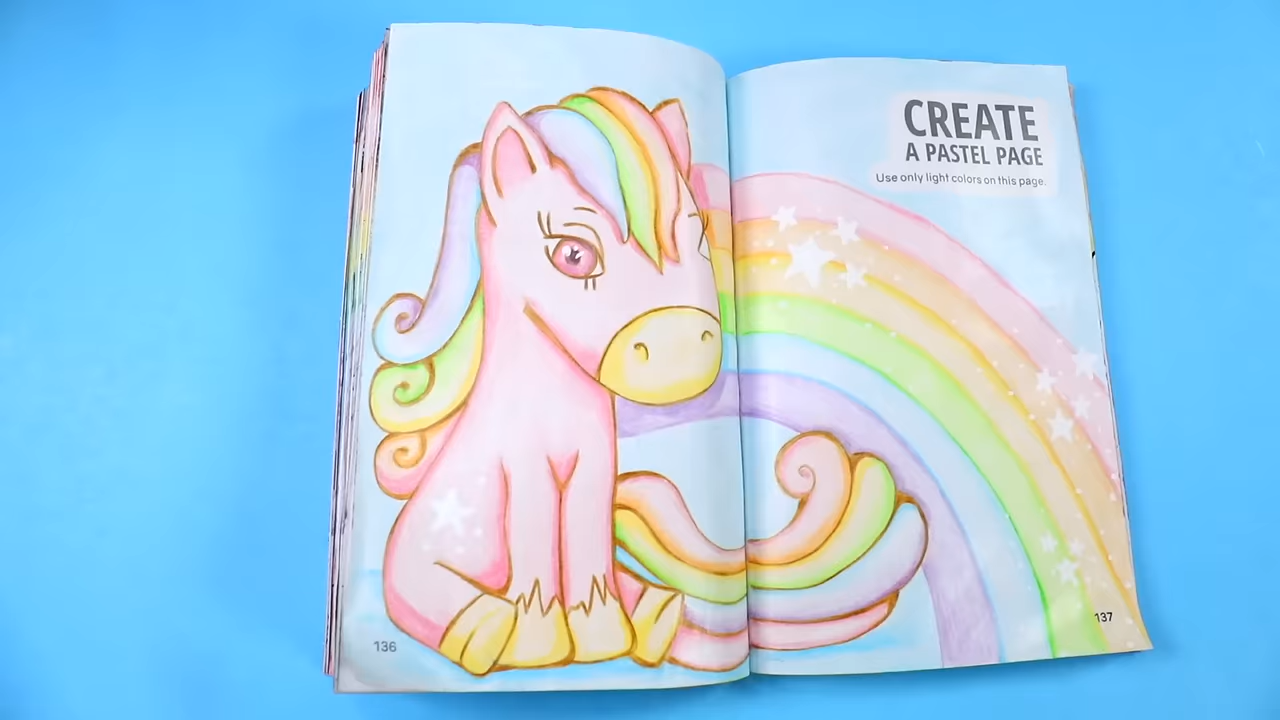 CREATE
A PASTEL PAGE
Use only light colors on this page.
136
137